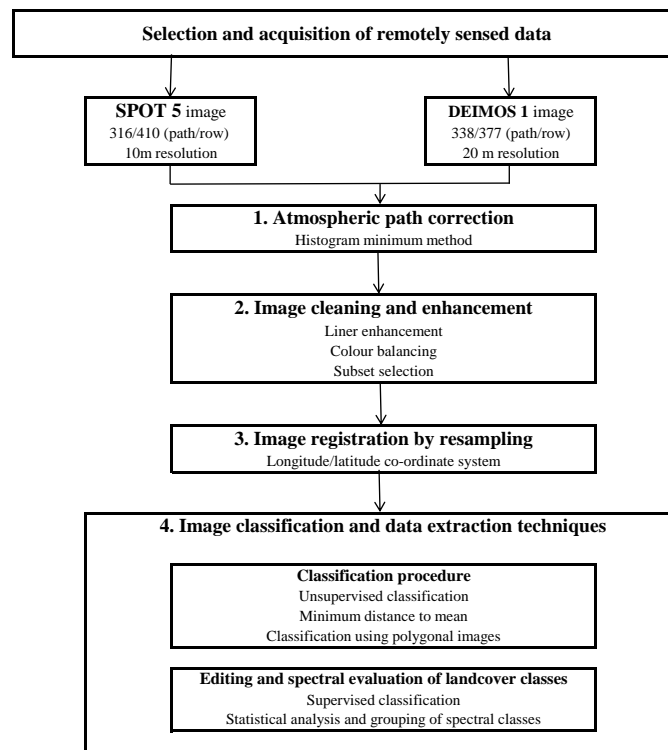 Selection and acquisition of remotely sensed data
SPOT 5 image
316/410 (path/row)
10m resolution
DEIMOS 1 image
338/377 (path/row)
20 m resolution
1. Atmospheric path correction
Histogram minimum method
2. Image cleaning and enhancement
Liner enhancement
Colour balancing
Subset selection
3. Image registration by resampling
Longitude/latitude co-ordinate system
4. Image classification and data extraction techniques
Classification procedure
Unsupervised classification
Minimum distance to mean
Classification using polygonal images
Editing and spectral evaluation of landcover classes
Supervised classification
Statistical analysis and grouping of spectral classes